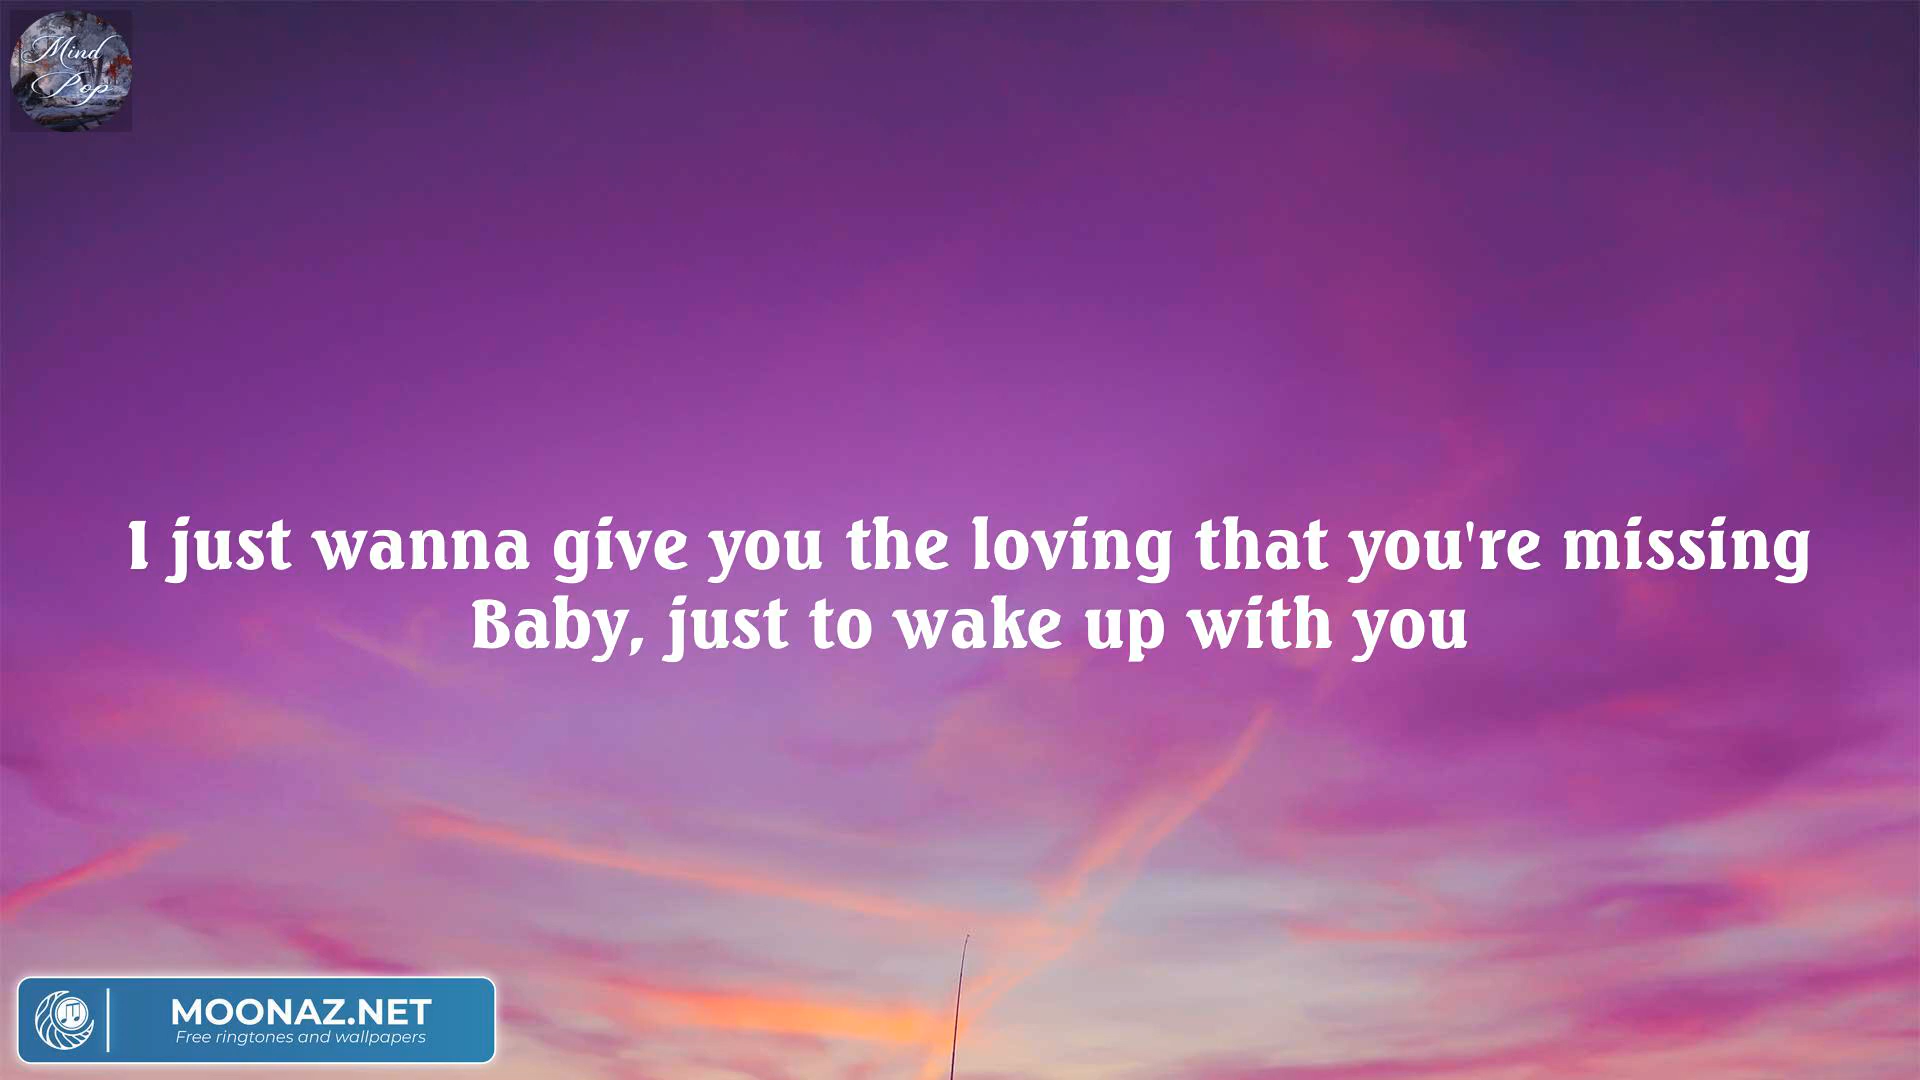 Mind
Pop
I just wanna give you the loving that you're missing
Baby, just to wake up with you
MOONAZ.NET
Free ringtones and wallpapers